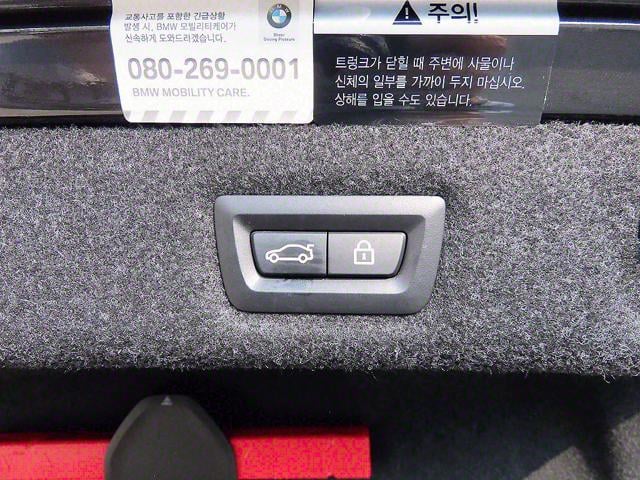 교통사고를 포함한 긴급상황
발생 시, BMW 모빌리티케어가
신속하게 도와드리겠습니다.
BMW
Sheer
Driving Pleasure
080-269-0001
BMW MOBILITY CARE.
주의!
트렁크가 닫힐 때 주변에 사물이나
신체의 일부를 가까이 두지 마십시오.
상해를 입을 수도 있습니다.